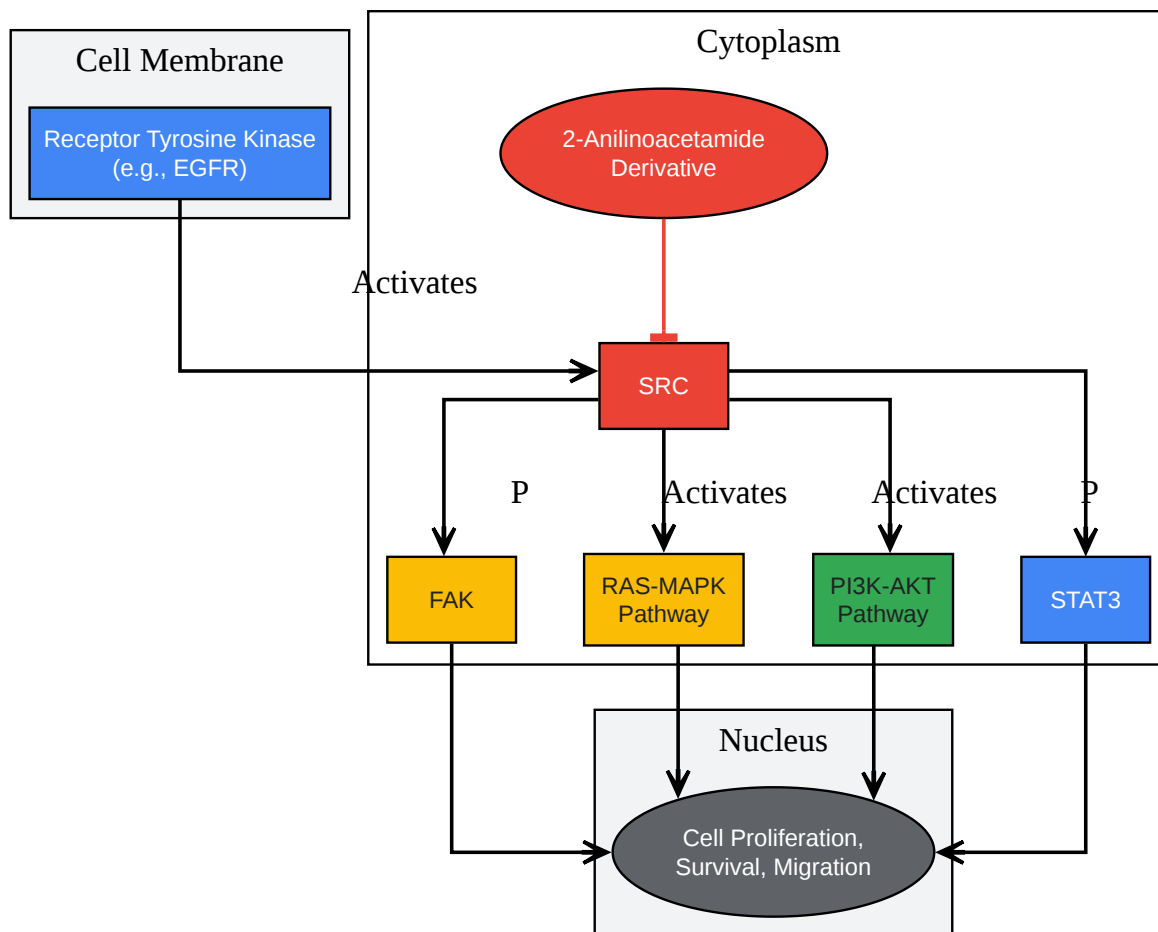 Cell Membrane
Receptor Tyrosine Kinase
(e.g., EGFR)
Cytoplasm
2-Anilinoacetamide
Derivative
Activates
SRC
P
Activates
Activates
P
FAK
RAS-MAPK
Pathway
PI3K-AKT
Pathway
STAT3
Nucleus
Cell Proliferation,
Survival, Migration